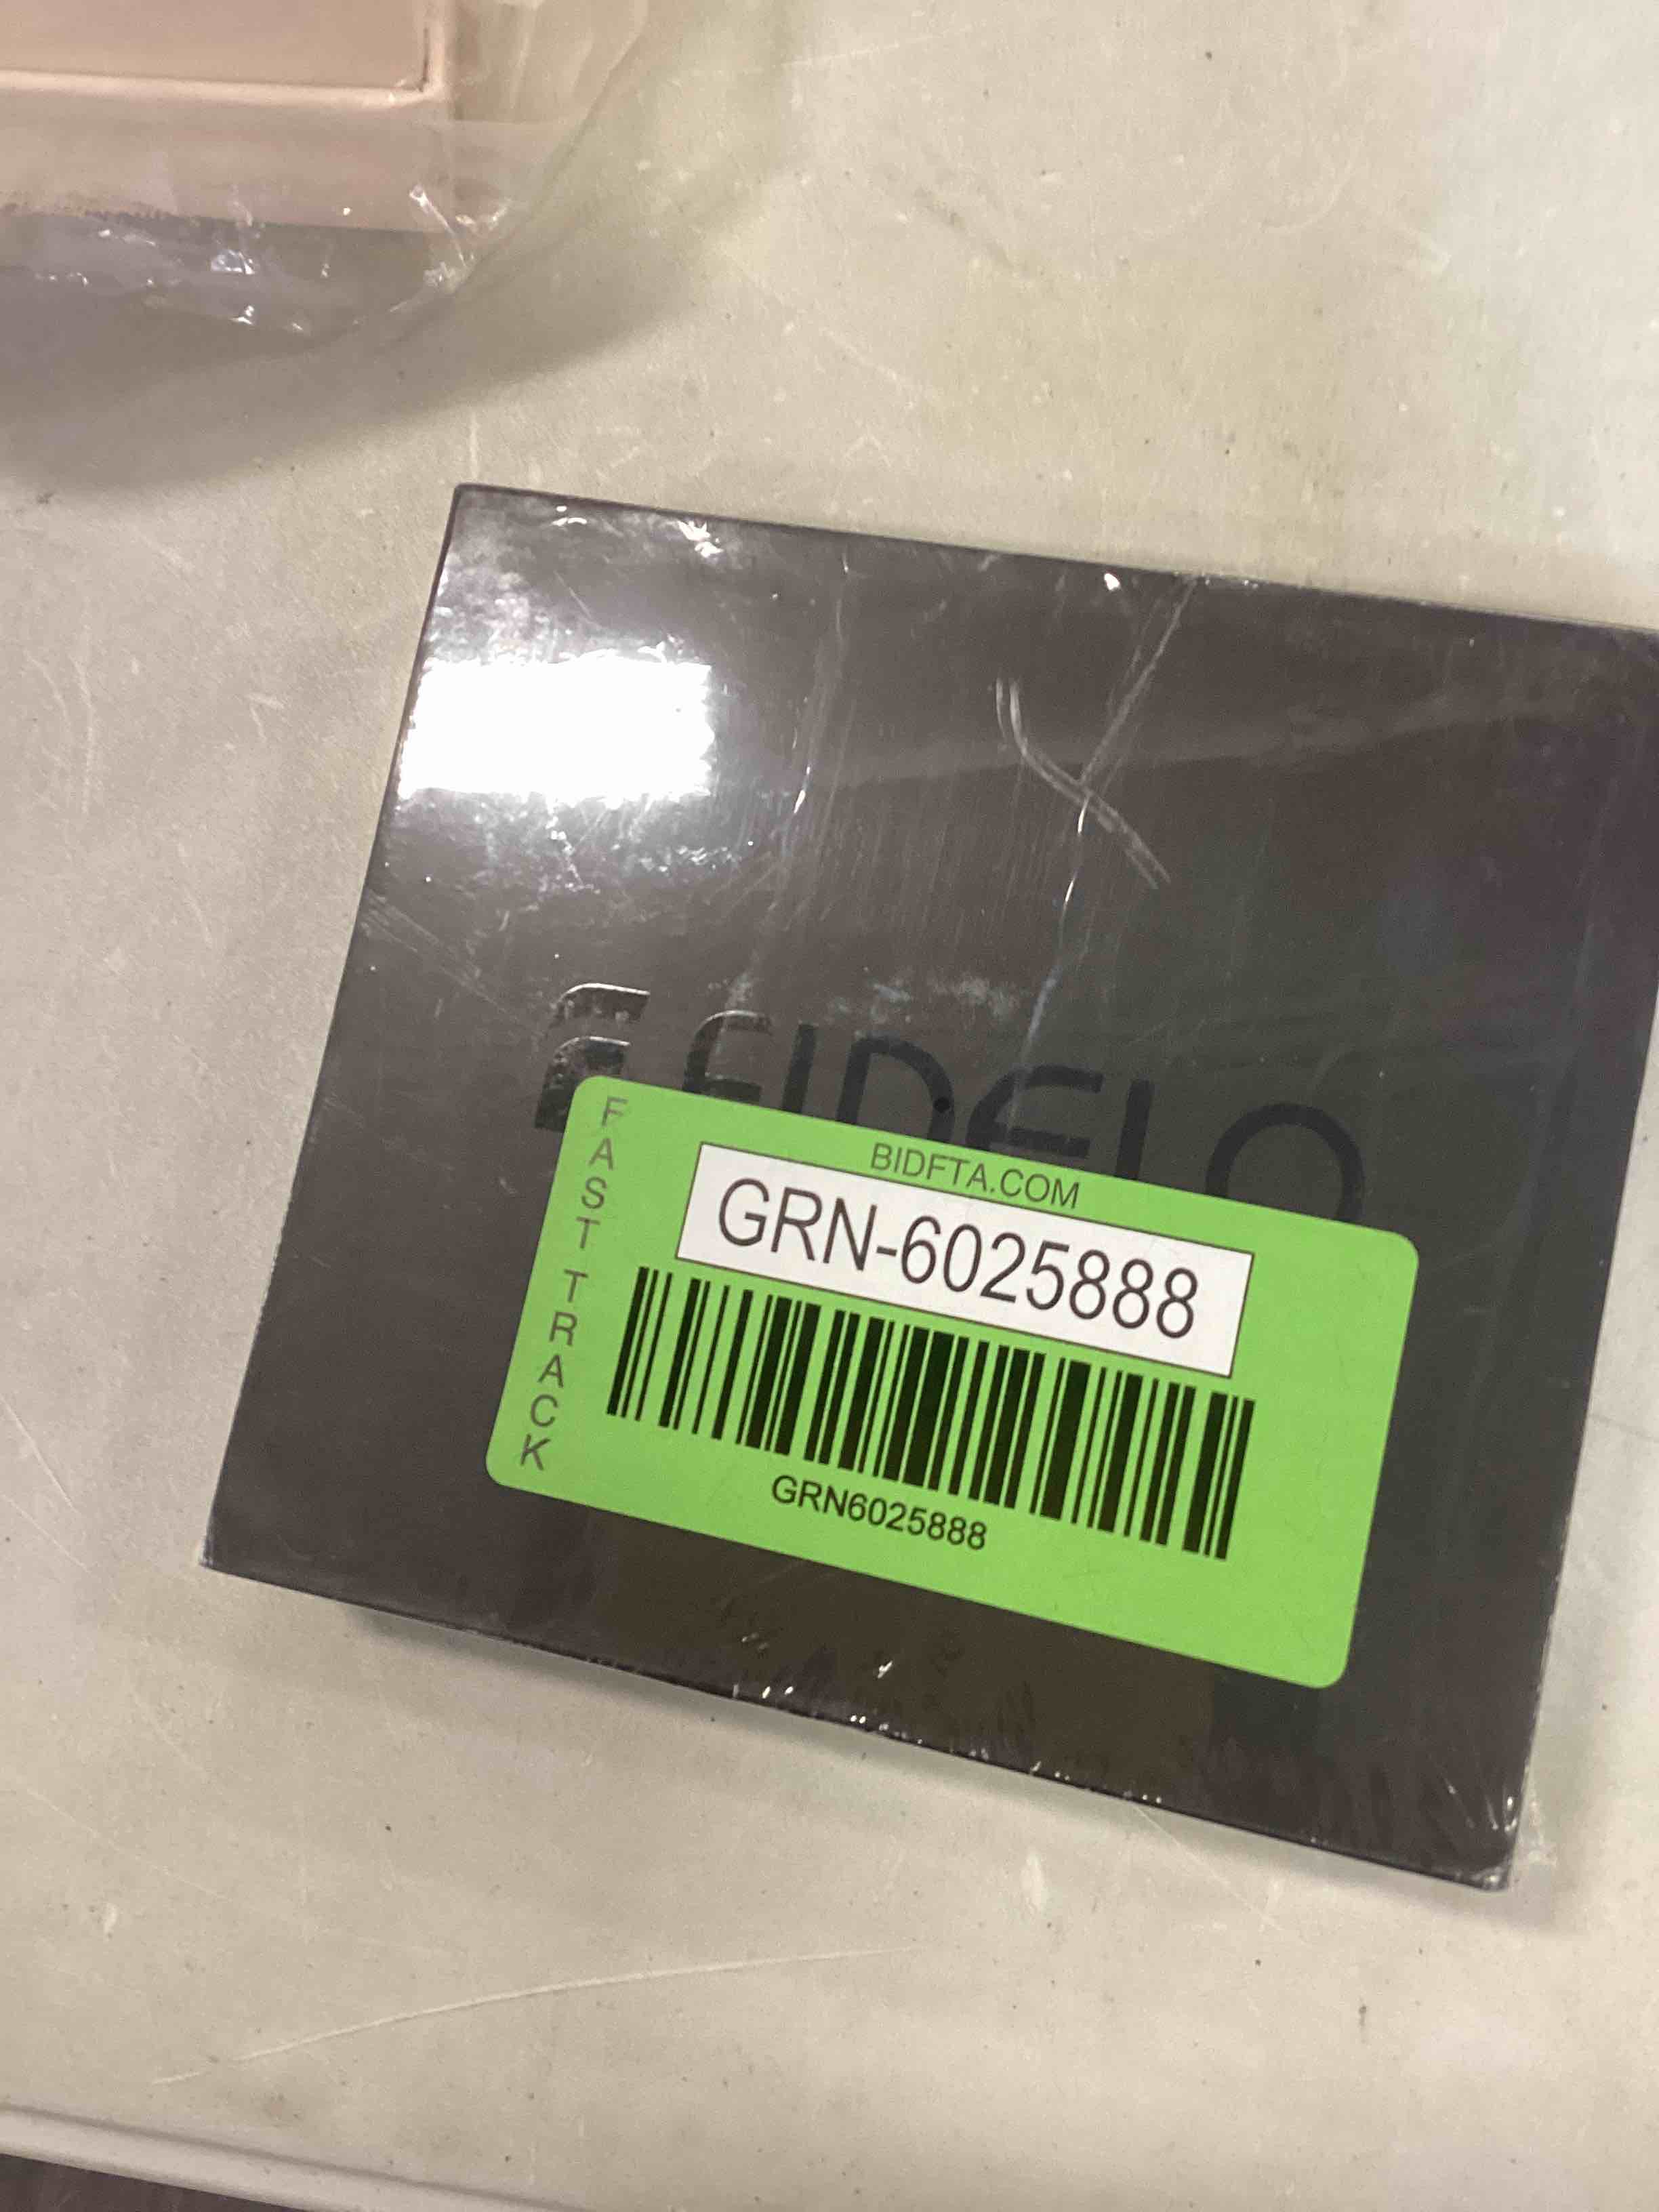 FIDELO
BIDFTA.COM
FAST TRACK
GRN-6025888
GRN6025888